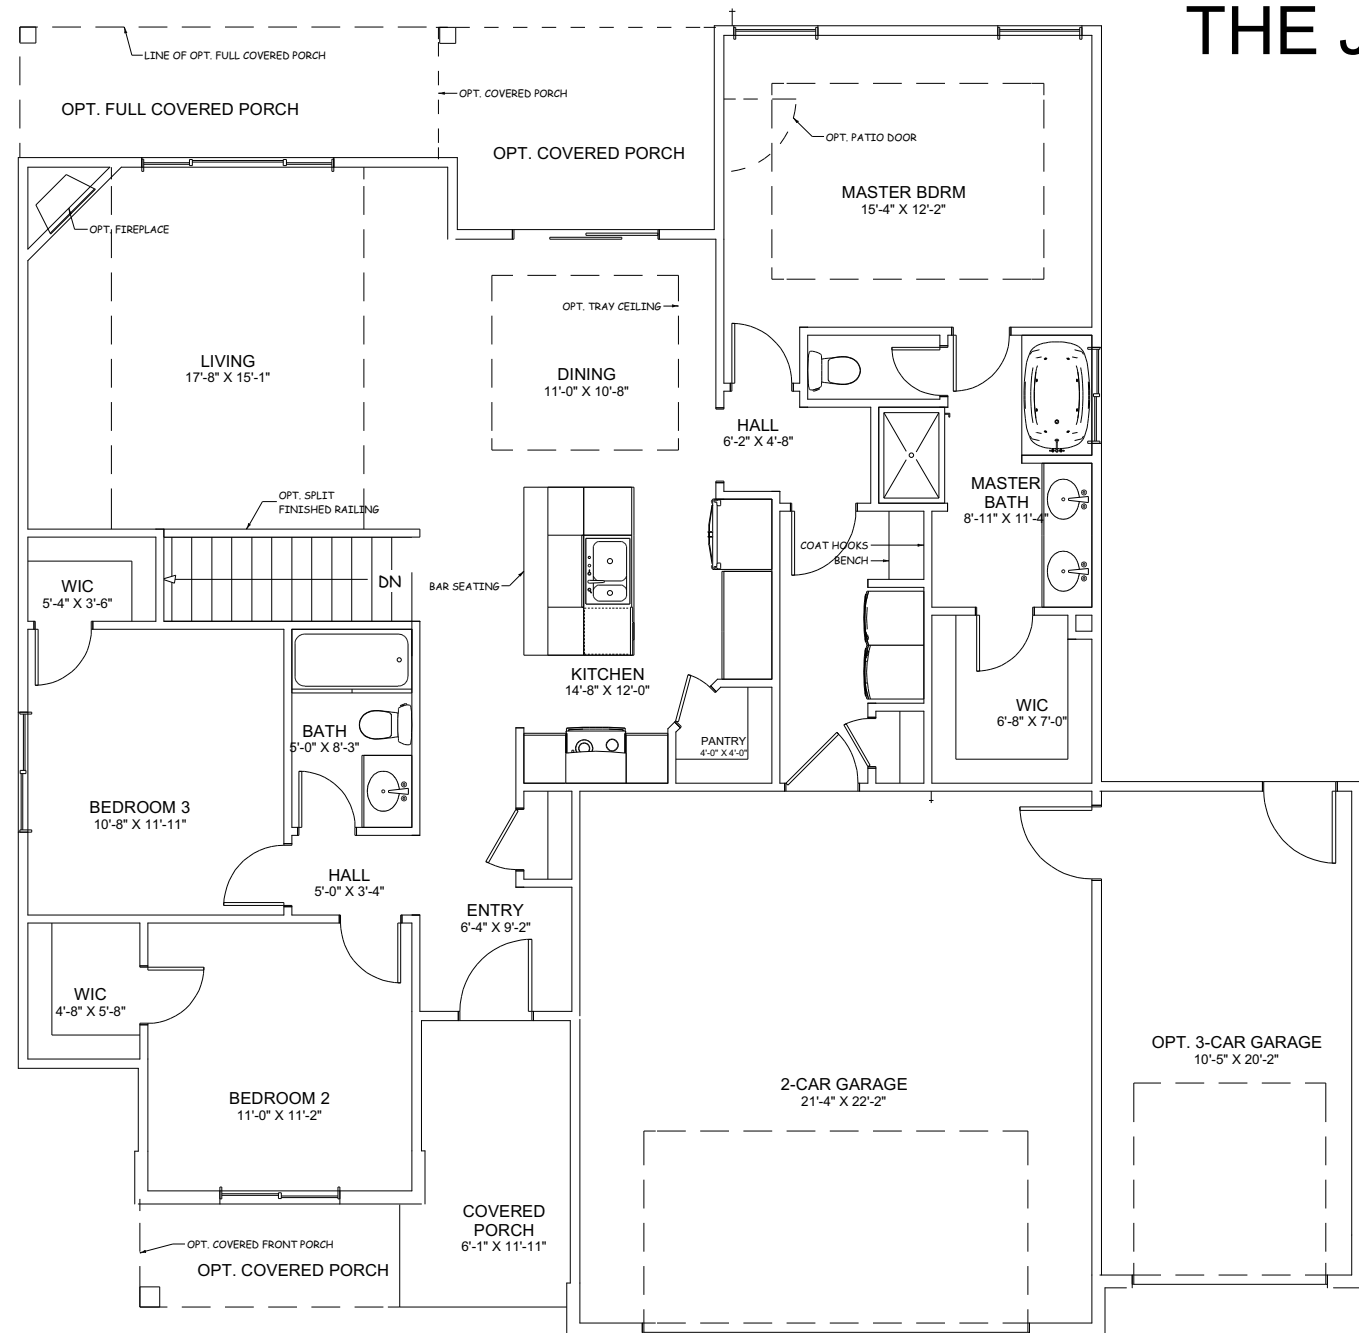 THE J
LINE OF OPT. FULL COVERED PORCH
OPT. FULL COVERED PORCH
OPT. COVERED PORCH
OPT. COVERED PORCH
OPT. PATIO DOOR
MASTER BDRM
15'-4" X 12'-2"
OPT. FIREPLACE
OPT. TRAY CEILING
LIVING
17'-8" X 15'-1"
DINING
11'-0" X 10'-8"
HALL
6'-2" X 4'-8"
OPT. SPLIT
FINISHED RAILING
MASTER
BATH
8'-11" X 11'-4"
COAT HOOKS
BENCH
WIC
5'-4" X 3'-6"
DN
BAR SEATING
KITCHEN
14'-8" X 12'-0"
WIC
6'-8" X 7'-0"
BATH
5'-0" X 8'-3"
PANTRY
4'-0" X 4'-0"
BEDROOM 3
10'-8" X 11'-11"
HALL
5'-0" X 3'-4"
ENTRY
6'-4" X 9'-2"
WIC
4'-8" X 5'-8"
OPT. 3-CAR GARAGE
10'-5" X 20'-2"
2-CAR GARAGE
21'-4" X 22'-2"
BEDROOM 2
11'-0" X 11'-2"
COVERED
PORCH
6'-1" X 11'-11"
OPT. COVERED FRONT PORCH
OPT. COVERED PORCH